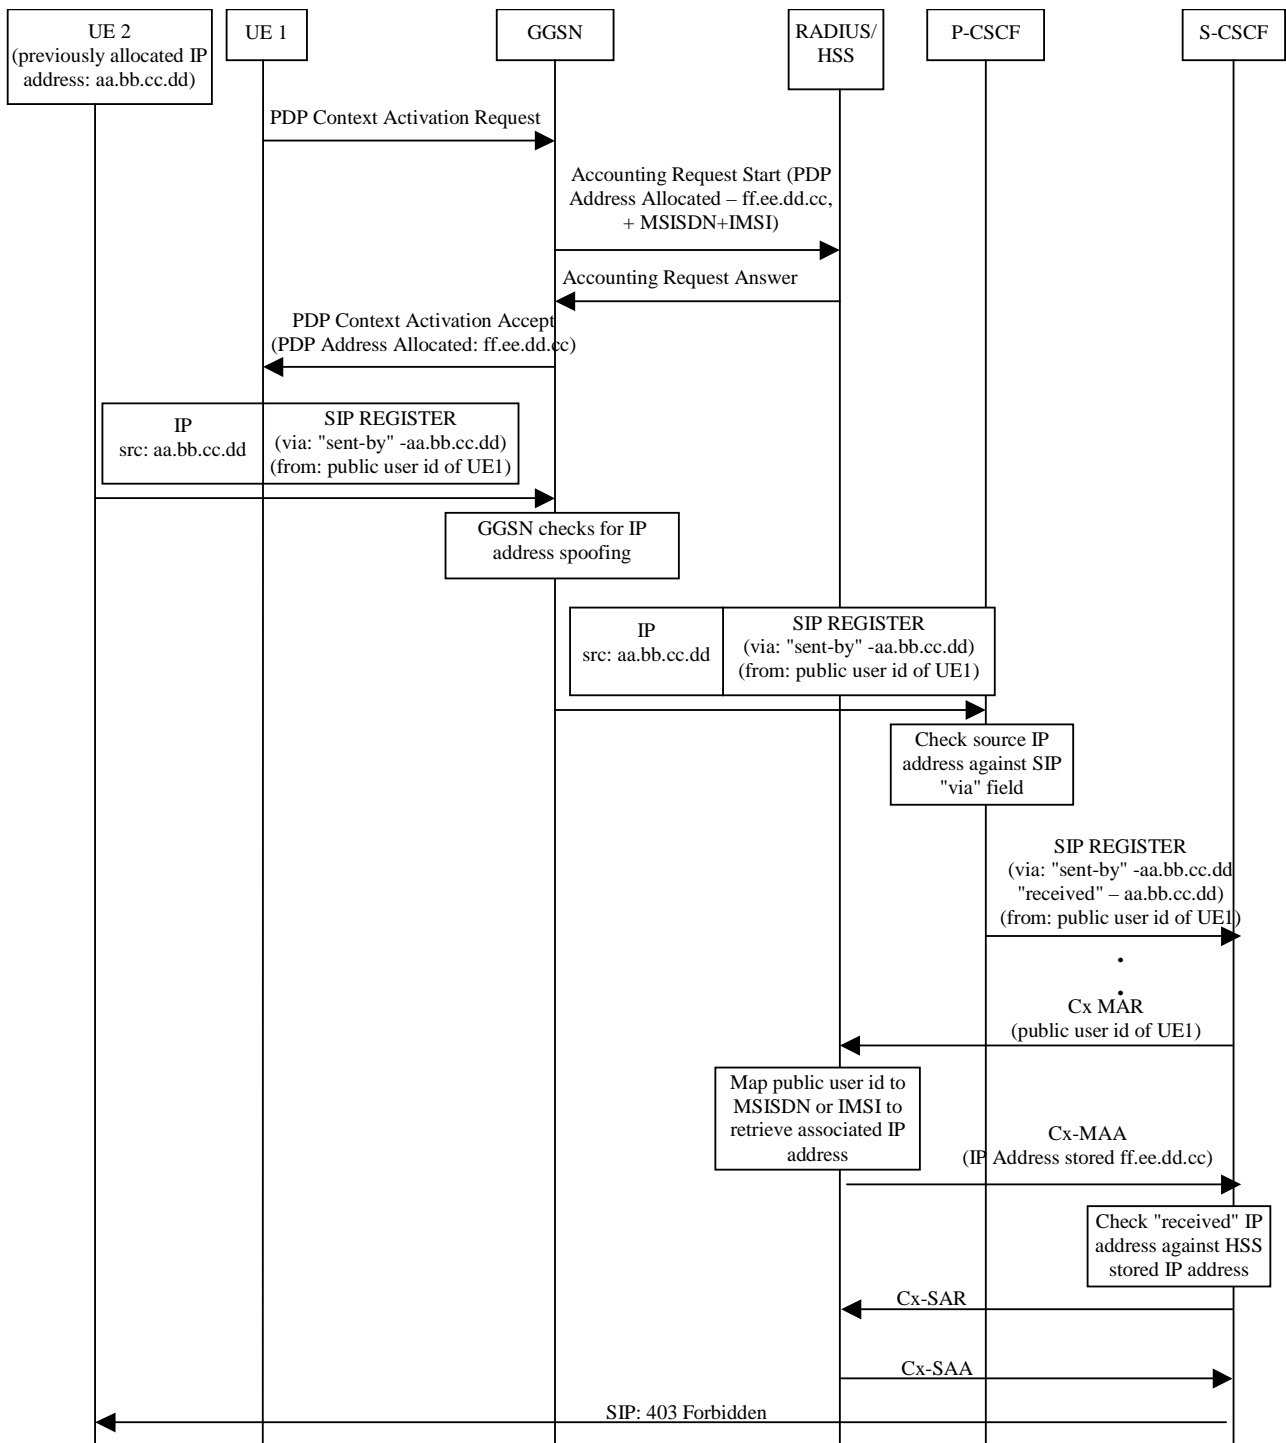 UE 2
(previously allocated IP
address: aa.bb.cc.dd)
UE 1
GGSN
RADIUS/
HSS
P-CSCF
S-CSCF
PDP Context Activation Request
Accounting Request Start (PDP
Address Allocated – ff.ee.dd.cc,
+ MSISDN+IMSI)
Accounting Request Answer
PDP Context Activation Accept
(PDP Address Allocated: ff.ee.dd.cc)
IP
src: aa.bb.cc.dd
SIP REGISTER
(via: "sent-by" -aa.bb.cc.dd)
(from: public user id of UE1)
GGSN checks for IP
address spoofing
IP
src: aa.bb.cc.dd
SIP REGISTER
(via: "sent-by" -aa.bb.cc.dd)
(from: public user id of UE1)
Check source IP
address against SIP
"via" field
SIP REGISTER
(via: "sent-by" -aa.bb.cc.dd
"received" – aa.bb.cc.dd)
(from: public user id of UE1)
.
.
Cx MAR
(public user id of UE1)
Map public user id to
MSISDN or IMSI to
retrieve associated IP
address
Cx-MAA
(IP Address stored ff.ee.dd.cc)
Check "received" IP
address against HSS
stored IP address
Cx-SAR
Cx-SAA
SIP: 403 Forbidden